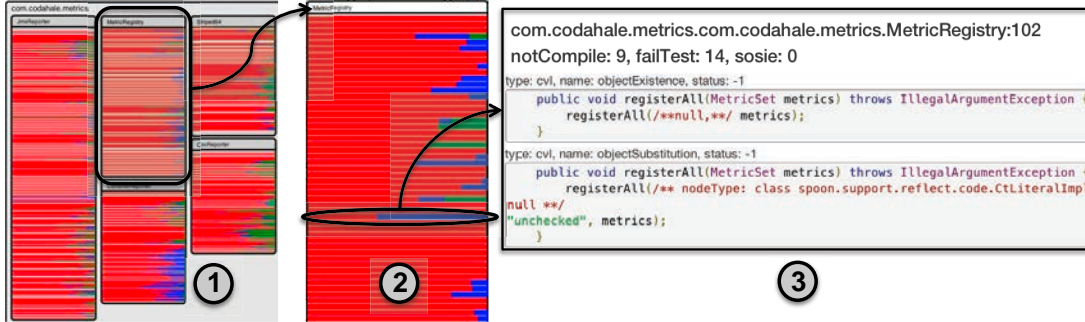 com.codahale.metrics
JmxReporter
MetricRegistry
Striped64
CsvReporter
1
MetricRegistry
2
com.codahale.metrics.com.codahale.metrics.MetricRegistry:102
notCompile: 9, failTest: 14, sosie: 0
type: cvl, name: objectExistence, status: -1
public void registerAll(MetricSet metrics) throws IllegalArgumentException {
registerAll(/**null,**/ metrics);
}
type: cvl, name: objectSubstitution, status: -1
public void registerAll(MetricSet metrics) throws IllegalArgumentException {
registerAll(/** nodeType: class spoon.support.reflect.code.CtLiteralImpl
null **/
"unchecked", metrics);
}
3